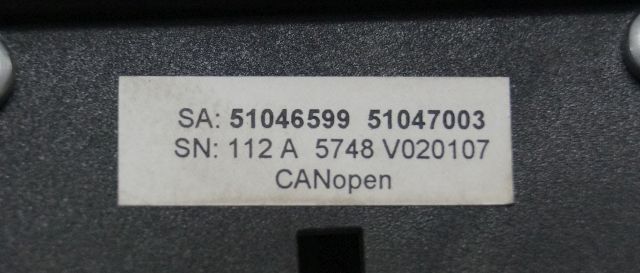 SA: 51046599 51047003
SN: 112 A 5748 V020107
CANopen